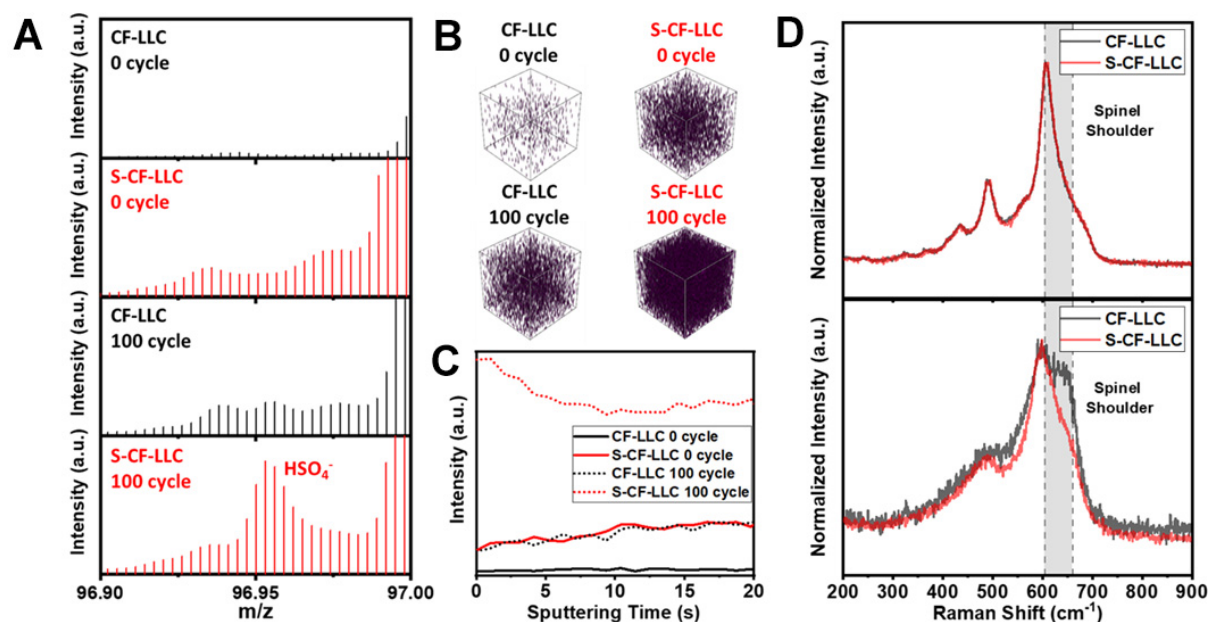 A
Intensity (a.u.)
CF-LLC
0 cycle
Intensity (a.u.)
S-CF-LLC
0 cycle
Intensity (a.u.)
CF-LLC
100 cycle
Intensity (a.u.)
S-CF-LLC
100 cycle
HSO₄⁻
96.90
96.95
97.00
m/z
B
CF-LLC
0 cycle
S-CF-LLC
0 cycle
CF-LLC
100 cycle
S-CF-LLC
100 cycle
C
Intensity (a.u.)
CF-LLC 0 cycle
S-CF-LLC 0 cycle
CF-LLC 100 cycle
S-CF-LLC 100 cycle
0
5
10
15
20
Sputtering Time (s)
D
Normalized Intensity (a.u.)
CF-LLC
S-CF-LLC
Spinel
Shoulder
Normalized Intensity (a.u.)
CF-LLC
S-CF-LLC
Spinel
Shoulder
200 300 400 500 600 700 800 900
Raman Shift (cm⁻¹)